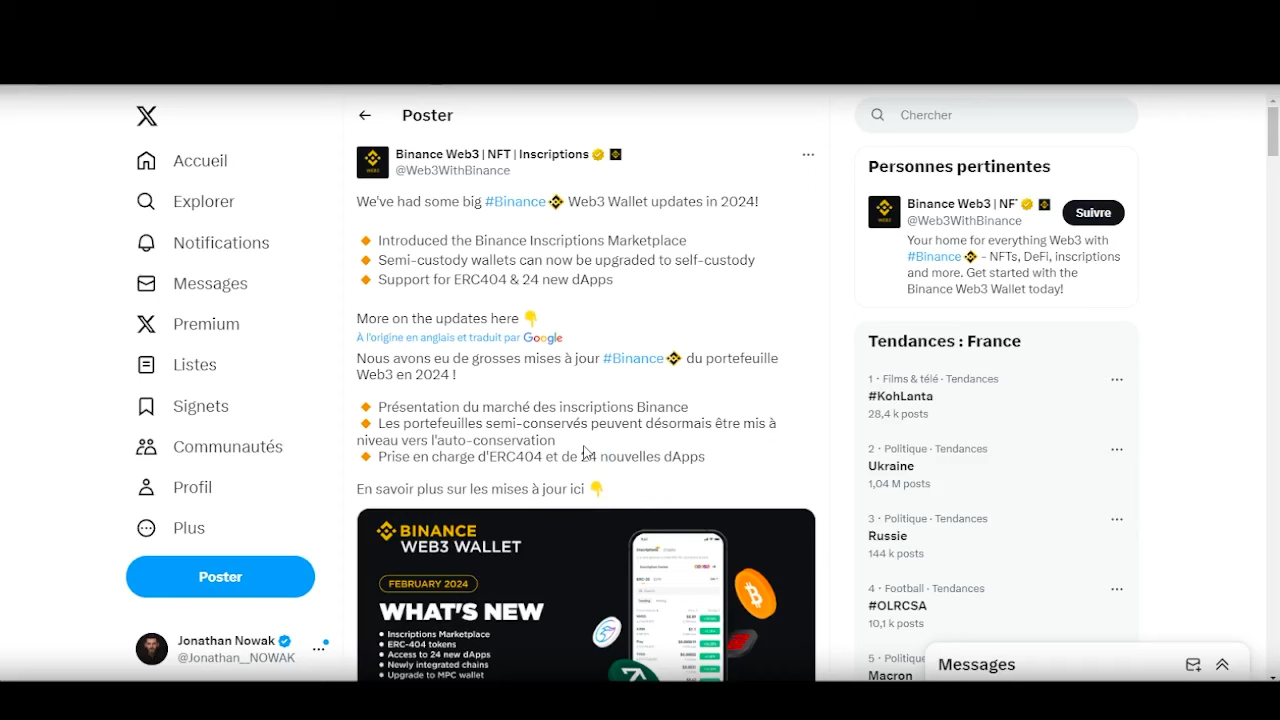 Poster
Chercher
Accueil
Explorer
Notifications
Messages
Premium
Listes
Signets
Communautés
Profil
Plus
Poster
Jonathan Nowak
@Jonathan__NOWAK
Binance Web3 | NFT | Inscriptions
@Web3WithBinance
We've had some big #Binance Web3 Wallet updates in 2024!
Introduced the Binance Inscriptions Marketplace
Semi-custody wallets can now be upgraded to self-custody
Support for ERC404 & 24 new dApps
More on the updates here
À l'origine en anglais et traduit par Google
Nous avons eu de grosses mises à jour #Binance du portefeuille
Web3 en 2024 !
Présentation du marché des inscriptions Binance
Les portefeuilles semi-conservés peuvent désormais être mis à
niveau vers l'auto-conservation
Prise en charge d'ERC404 et de 24 nouvelles dApps
En savoir plus sur les mises à jour ici
BINANCE
WEB3 WALLET
FEBRUARY 2024
WHAT'S NEW
Inscriptions Marketplace
ERC-404 tokens
Access to 24 new dApps
Newly integrated chains
Upgrade to MPC wallet
Personnes pertinentes
Binance Web3 | NF
@Web3WithBinance
Suivre
Your home for everything Web3 with
#Binance - NFTs, DeFi, inscriptions
and more. Get started with the
Binance Web3 Wallet today!
Tendances : France
1 · Films & télé · Tendances
#KohLanta
28,4 k posts
2 · Politique · Tendances
Ukraine
1,04 M posts
3 · Politique · Tendances
Russie
144 k posts
4 · Football · Tendances
#OLRCSA
10,1 k posts
5 · Politique
Macron
Messages